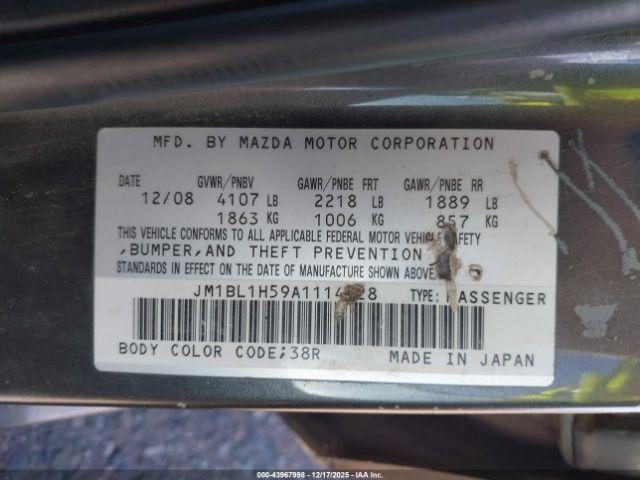 MFD. BY MAZDA MOTOR CORPORATION
DATE GVWR/PNBV GAWR/PNBE FRT GAWR/PNBE RR
12/08 4107 LB 2218 LB 1889 LB
1863 KG 1006 KG 857 KG
THIS VEHICLE CONFORMS TO ALL APPLICABLE FEDERAL MOTOR VEHICLE SAFETY
,BUMPER,AND THEFT PREVENTION
STANDARDS IN EFFECT ON THE DATE OF MANUFACTURE SHOWN ABOVE.
TYPE: PASSENGER
BODY COLOR CODE;38R MADE IN JAPAN
000-43967998 - 12/17/2025 - IAA, Inc.